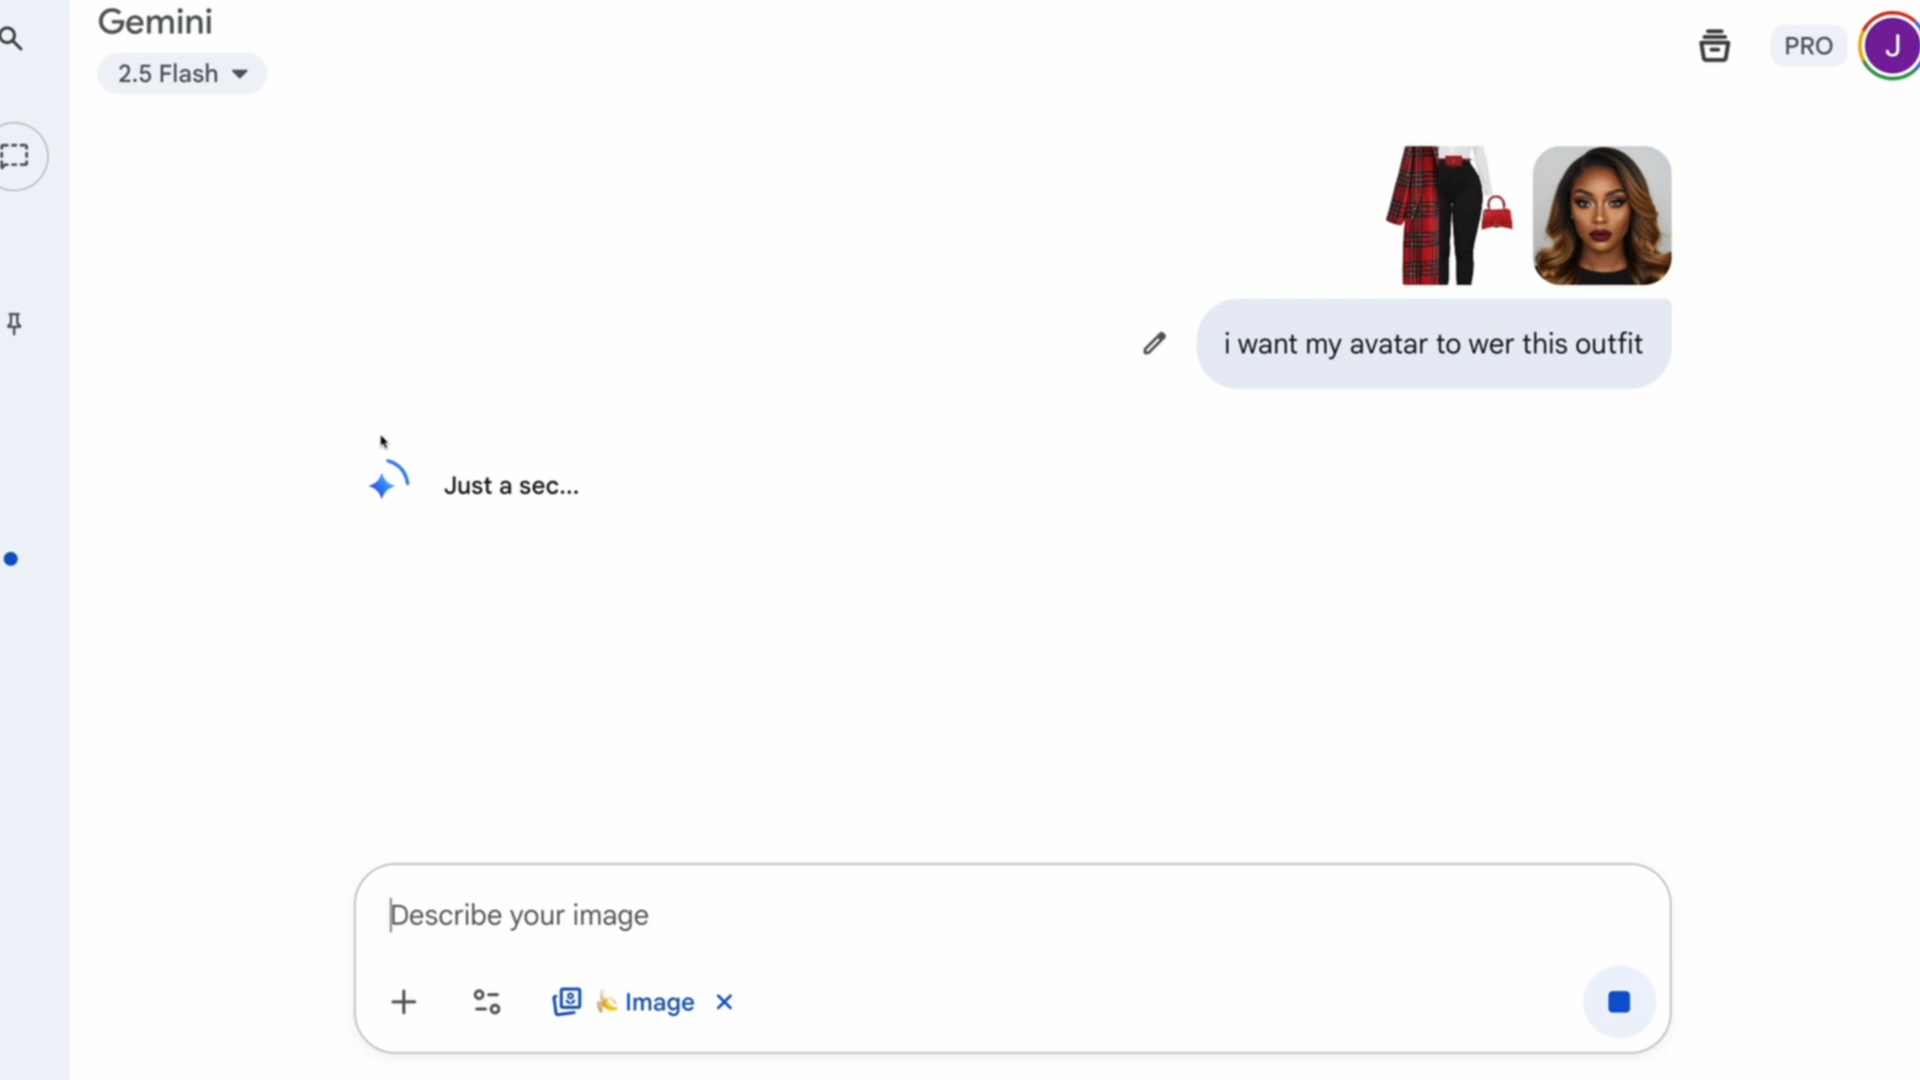 Gemini
2.5 Flash
PRO
J
i want my avatar to wer this outfit
Just a sec...
Describe your image
Image